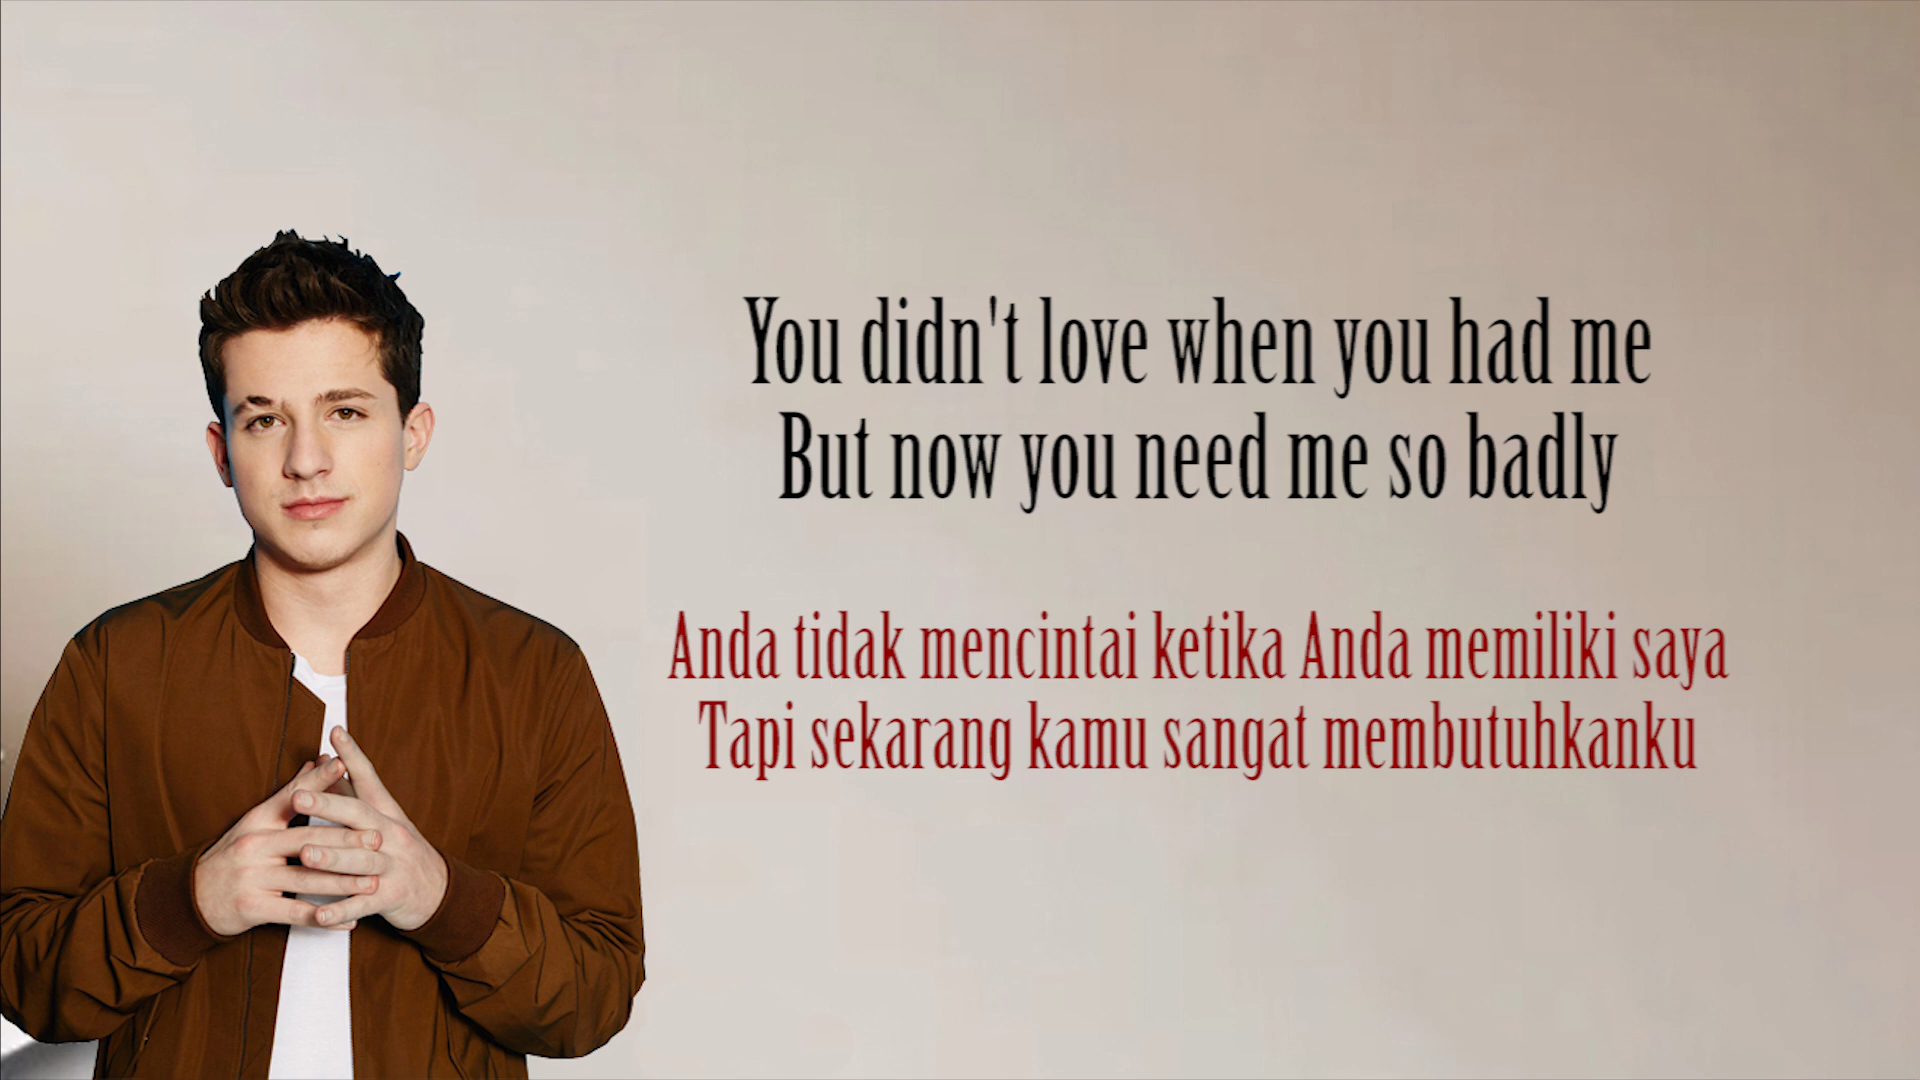 You didn't love when you had me
But now you need me so badly
Anda tidak mencintai ketika Anda memiliki saya
Tapi sekarang kamu sangat membutuhkanku